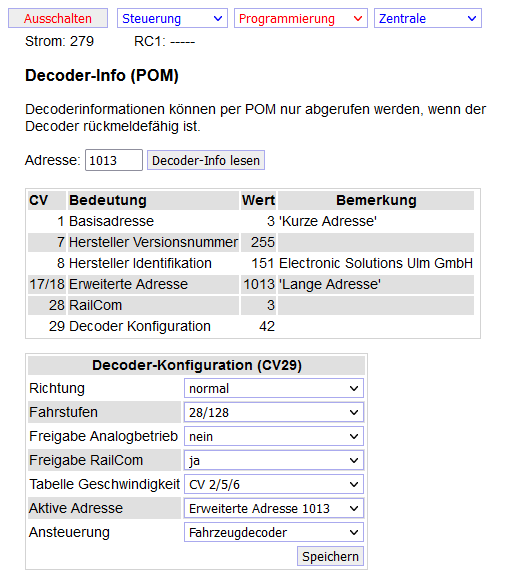 Ausschalten Steuerung Programmierung Zentrale
Strom: 279 RC1: -----
Decoder-Info (POM)
Decoderinformationen können per POM nur abgerufen werden, wenn der
Decoder rückmeldefähig ist.
Adresse: 1013 Decoder-Info lesen
CV Bedeutung Wert Bemerkung
1 Basisadresse 3 'Kurze Adresse'
7 Hersteller Versionsnummer 255
8 Hersteller Identifikation 151 Electronic Solutions Ulm GmbH
17/18 Erweiterte Adresse 1013 'Lange Adresse'
28 RailCom 3
29 Decoder Konfiguration 42
Decoder-Konfiguration (CV29)
Richtung normal
Fahrstufen 28/128
Freigabe Analogbetrieb nein
Freigabe RailCom ja
Tabelle Geschwindigkeit CV 2/5/6
Aktive Adresse Erweiterte Adresse 1013
Ansteuerung Fahrzeugdecoder
Speichern